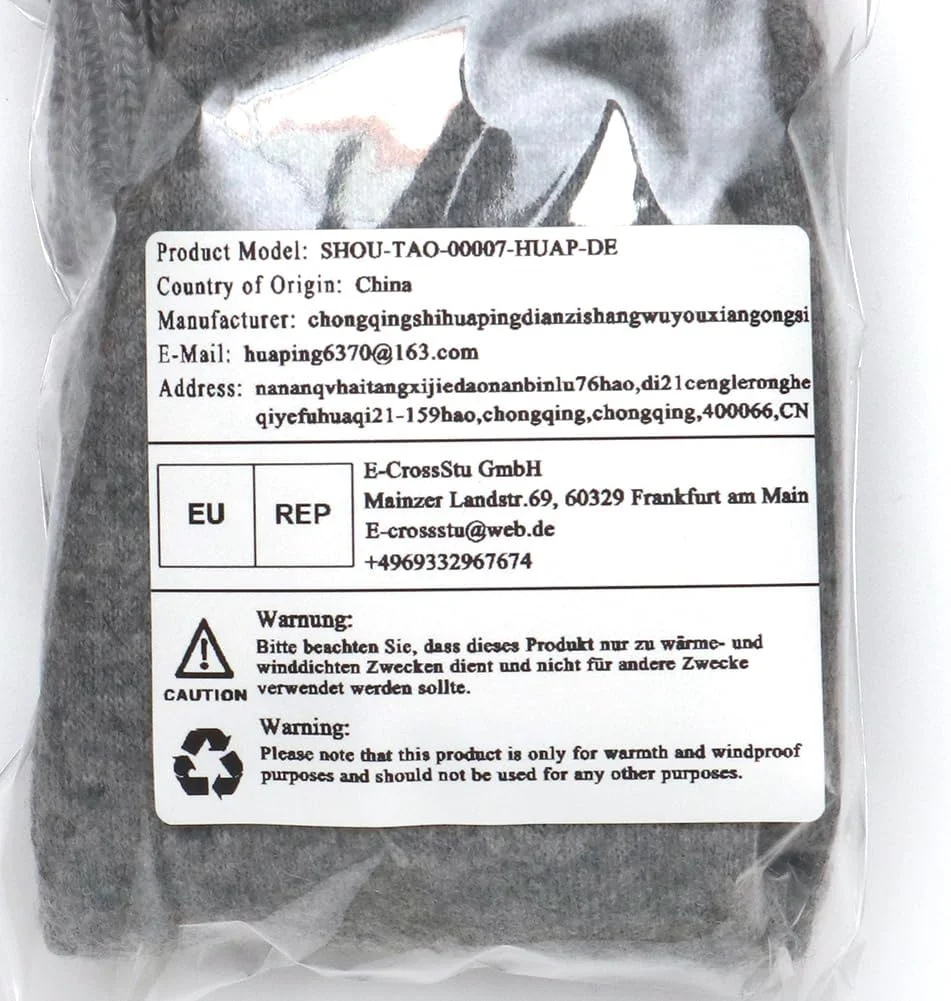 Product Model: SHOU-TAO-00007-HUAP-DE
Country of Origin: China
Manufacturer: chongqingshihuapingdianzishangwuyouxiangongsi
E-Mail: huaping6370@163.com
Address: nananqvhaitangxijiedaonanbinlu76hao,di21cengleronghe
qiyefuhuaqi21-159hao,chongqing,chongqing,400066,CN
EU REP
E-CrossStu GmbH
Mainzer Landstr.69, 60329 Frankfurt am Main
E-crossstu@web.de
+4969332967674
CAUTION
Warnung:
Bitte beachten Sie, dass dieses Produkt nur zu wärme- und
winddichten Zwecken dient und nicht für andere Zwecke
verwendet werden sollte.
Warning:
Please note that this product is only for warmth and windproof
purposes and should not be used for any other purposes.